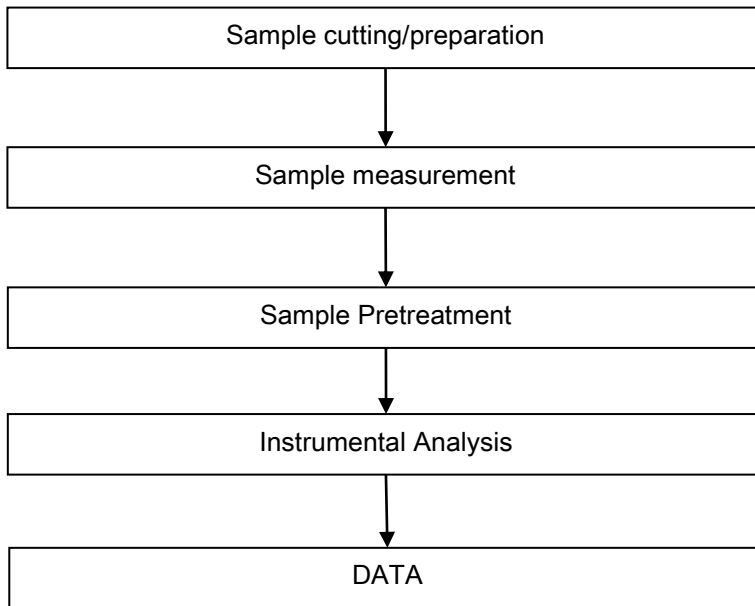 Sample cutting/preparation
Sample measurement
Sample Pretreatment
Instrumental Analysis
DATA